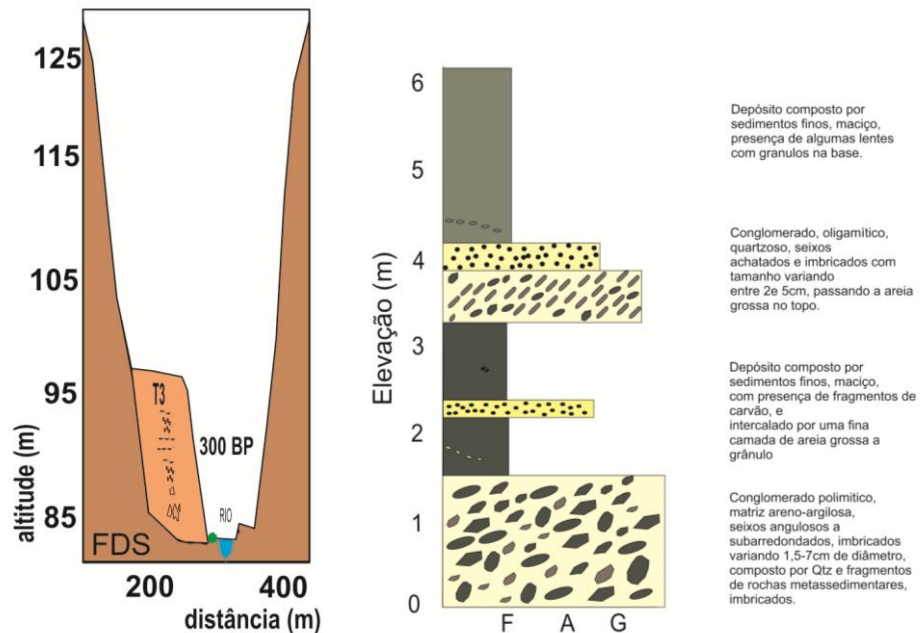 125
115
105
95
85
altitude (m)
T3
300 BP
RIO
FDS
200
400
distância (m)
6
5
4
3
2
1
0
Elevação (m)
F A G
Depósito composto por
sedimentos finos, maciço,
presença de algumas lentes
com granulos na base.
Conglomerado, oligamítico,
quartzoso, seixos
achatados e imbricados com
tamanho variando
entre 2e 5cm, passando a areia
grossa no topo.
Depósito composto por
sedimentos finos, maciço,
com presença de fragmentos de
carvão, e
intercalado por uma fina
camada de areia grossa a
grânulo
Conglomerado polimitico,
matriz areno-argilosa,
seixos angulosos a
subarredondados, imbricados
variando 1,5-7cm de diâmetro,
composto por Qtz e fragmentos
de rochas metassedimentares,
imbricados.